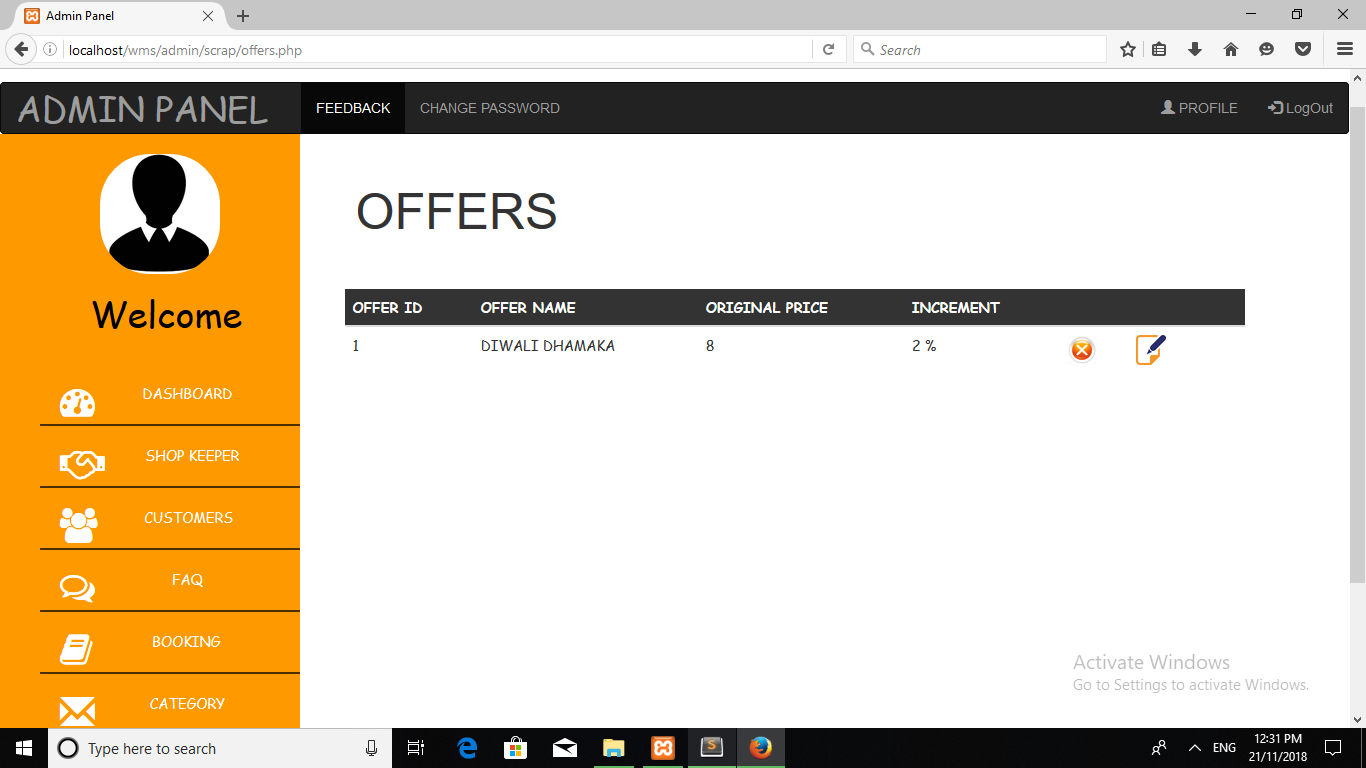 Admin Panel
localhost/wms/admin/scrap/offers.php
Search
ADMIN PANEL
FEEDBACK
CHANGE PASSWORD
PROFILE
LogOut
Welcome
DASHBOARD
SHOP KEEPER
CUSTOMERS
FAQ
BOOKING
CATEGORY
OFFERS
OFFER ID OFFER NAME ORIGINAL PRICE INCREMENT
1 DIWALI DHAMAKA 8 2 %
Activate Windows
Go to Settings to activate Windows.
Type here to search
S
ENG
12:31 PM
21/11/2018